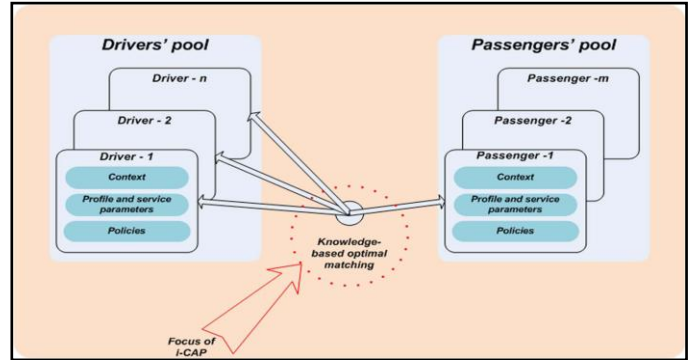 Drivers' pool
Driver - n
Driver - 2
Driver - 1
Context
Profile and service
parameters
Policies
Passengers' pool
Passenger -m
Passenger -2
Passenger -1
Context
Profile and service
parameters
Policies
Knowledge-
based optimal
matching
Focus of
i-CAP